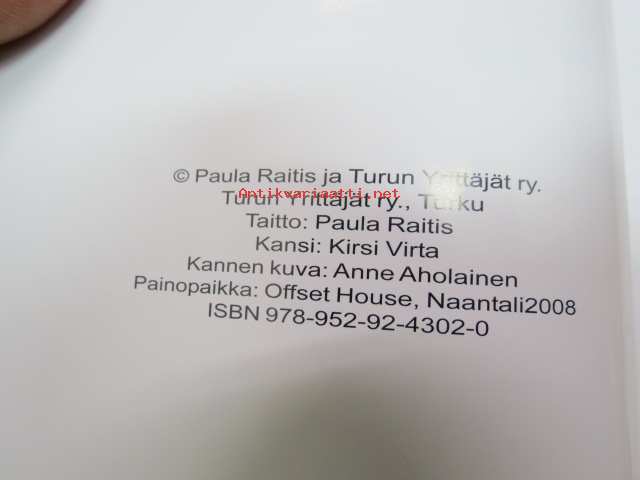 © Paula Raitis ja Turun Yrittäjät ry.
Antikvariaatti.net
Turun Yrittäjät ry., Turku
Taitto: Paula Raitis
Kansi: Kirsi Virta
Kannen kuva: Anne Aholainen
Painopaikka: Offset House, Naantali2008
ISBN 978-952-92-4302-0